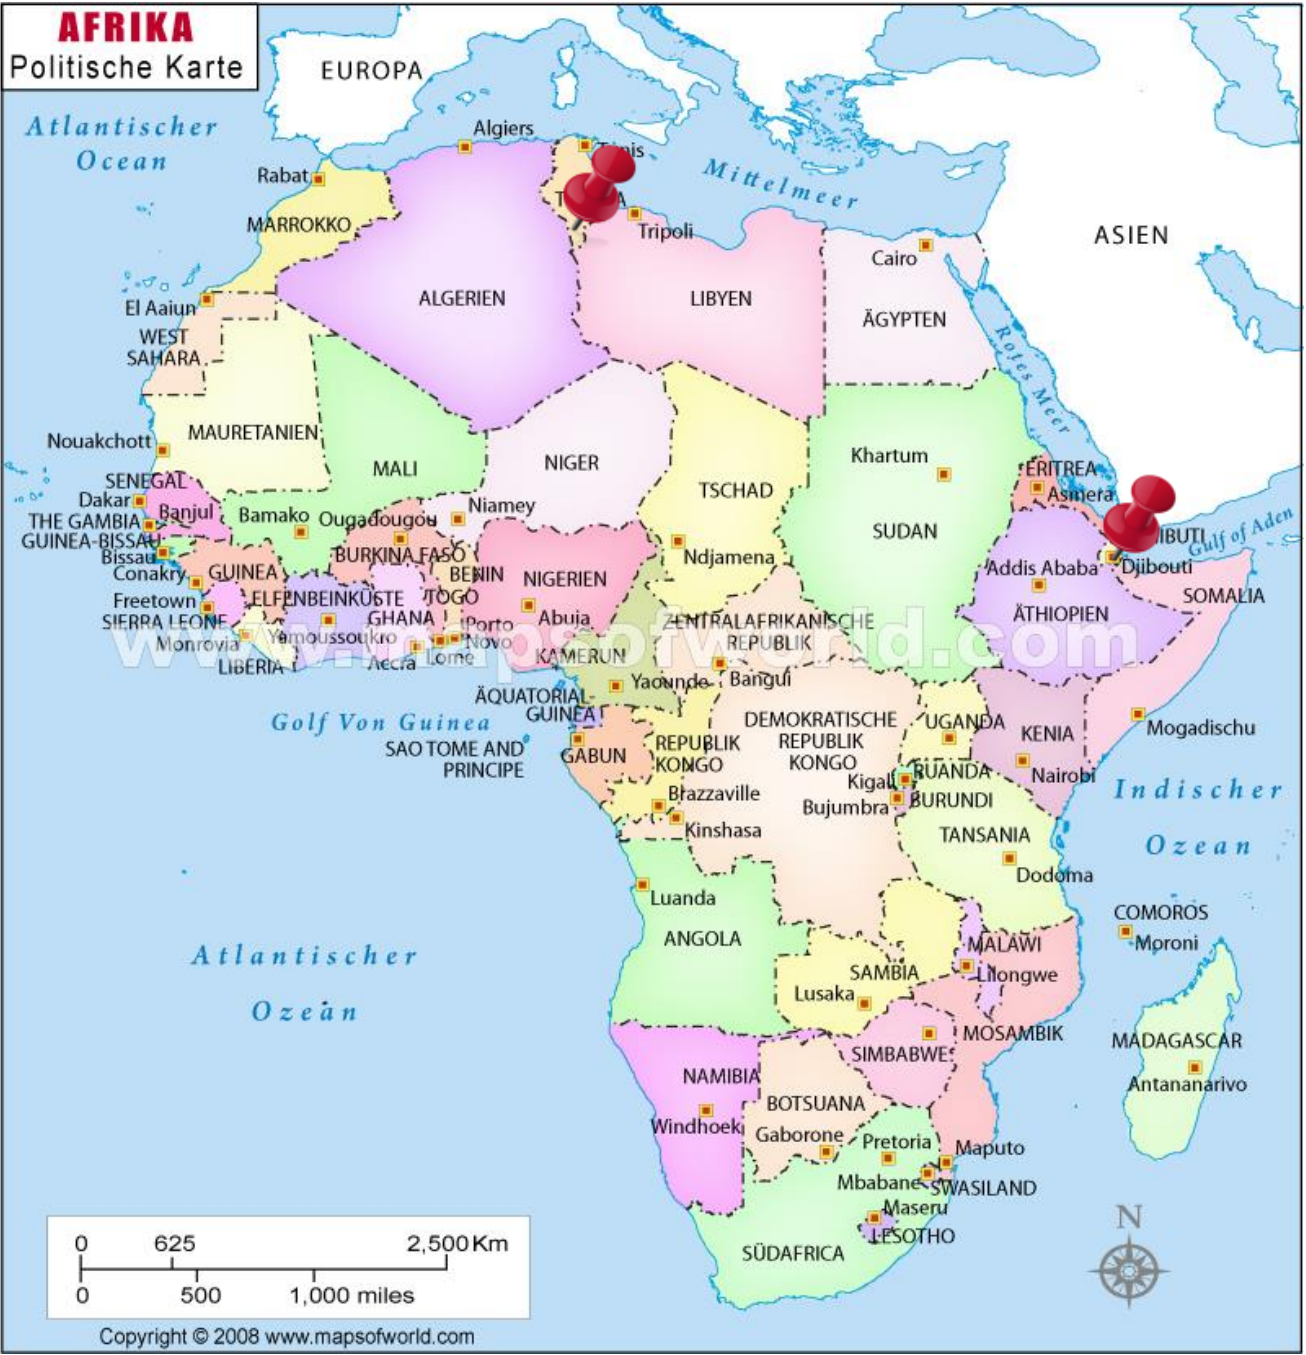 AFRIKA
Politische Karte
EUROPA
Atlantischer
Ocean
Algiers
Rabat
Mittelmeer
MARROKKO
Tripoli
ASIEN
Cairo
El Aaiun
ALGERIEN
LIBYEN
ÄGYPTEN
WEST
SAHARA
Rotes Meer
MAURETANIEN
Nouakchott
MALI
NIGER
TSCHAD
Khartum
ERITREA
Asmera
SENEGAL
Dakar
Banjul
THE GAMBIA
GUINEA-BISSAU
Bissau
Bamako
Ougadougou
Niamey
SUDAN
Gulf of Aden
BURKINA FASO
Ndjamena
Djibouti
Conakry
GUINEA
BENIN
NIGERIEN
Addis Ababa
SOMALIA
Freetown
ELFENBEINKÜSTE
TOGO
GHANA
Abuja
ÄTHIOPIEN
SIERRA LEONE
Porto
Novo
ZENTRALAFRIKANISCHE
REPUBLIK
www.mapsofworld.com
Monrovia
Yamoussoukro
LIBERIA
Accra
Lome
KAMERUN
Yaounde
Bangui
ÄQUATORIAL-
GUINEA
Golf Von Guinea
DEMOKRATISCHE
REPUBLIK
KONGO
UGANDA
KENIA
Mogadischu
SAO TOME AND
PRINCIPE
GABUN
REPUBLIK
KONGO
Kigali
RUANDA
Nairobi
Brazzaville
Bujumbra
BURUNDI
Indischer
Ozean
Kinshasa
TANSANIA
Dodoma
Luanda
COMOROS
Moroni
ANGOLA
MALAWI
Atlantischer
Ozean
SAMBIA
Lilongwe
Lusaka
MOSAMBIK
SIMBABWE
MADAGASCAR
Antananarivo
NAMIBIA
BOTSUANA
Windhoek
Gaborone
Pretoria
Maputo
Mbabane
SWASILAND
Maseru
LESOTHO
SÜDAFRICA
N
0 625 2,500 Km
0 500 1,000 miles
Copyright © 2008 www.mapsofworld.com